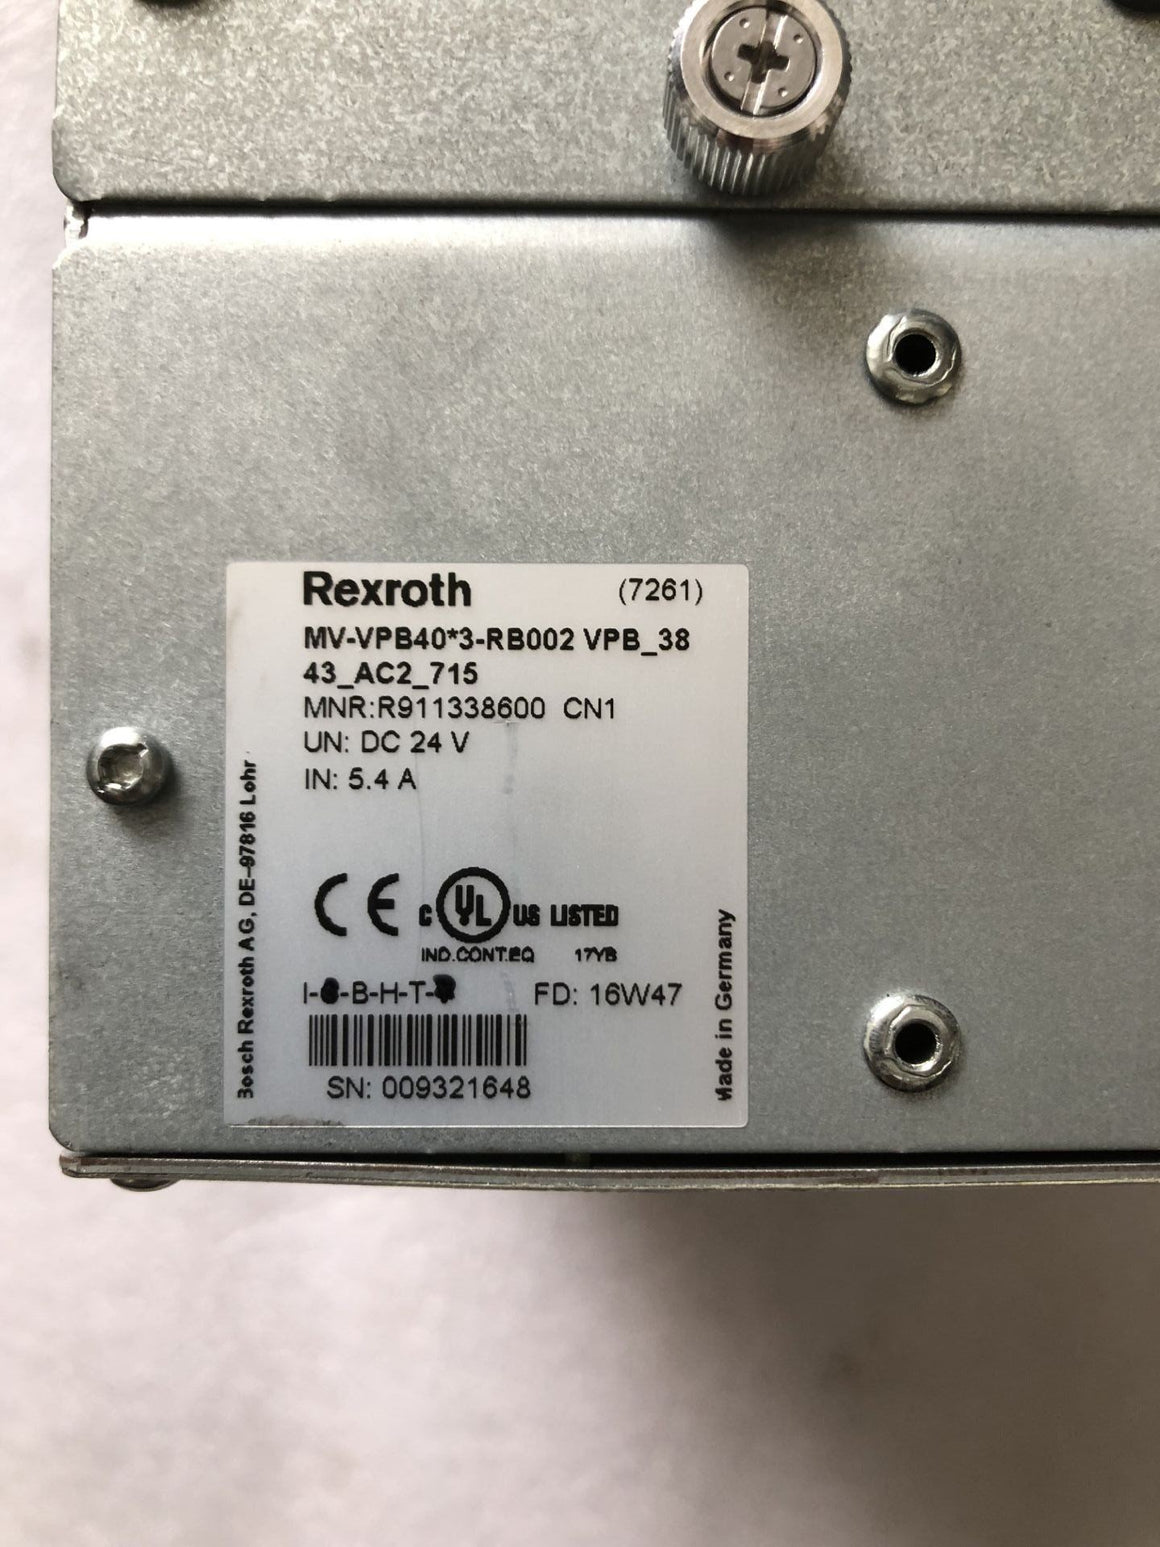 Rexroth (7261)
MV-VPB40*3-RB002 VPB_38
43_AC2_715
MNR:R911338600 CN1
UN: DC 24 V
IN: 5.4 A
CE C UL US LISTED
IND.CONT.EQ 17YB
FD: 16W47
SN: 009321648
Bosch Rexroth AG, DE-97816 Lohr
Made in Germany